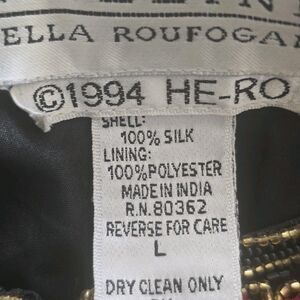 ELLA ROUFOGA
©1994 HE-RO
SHELL:
100% SILK
LINING:
100%POLYESTER
MADE IN INDIA
R.N.80362
REVERSE FOR CARE
L
DRY CLEAN ONLY